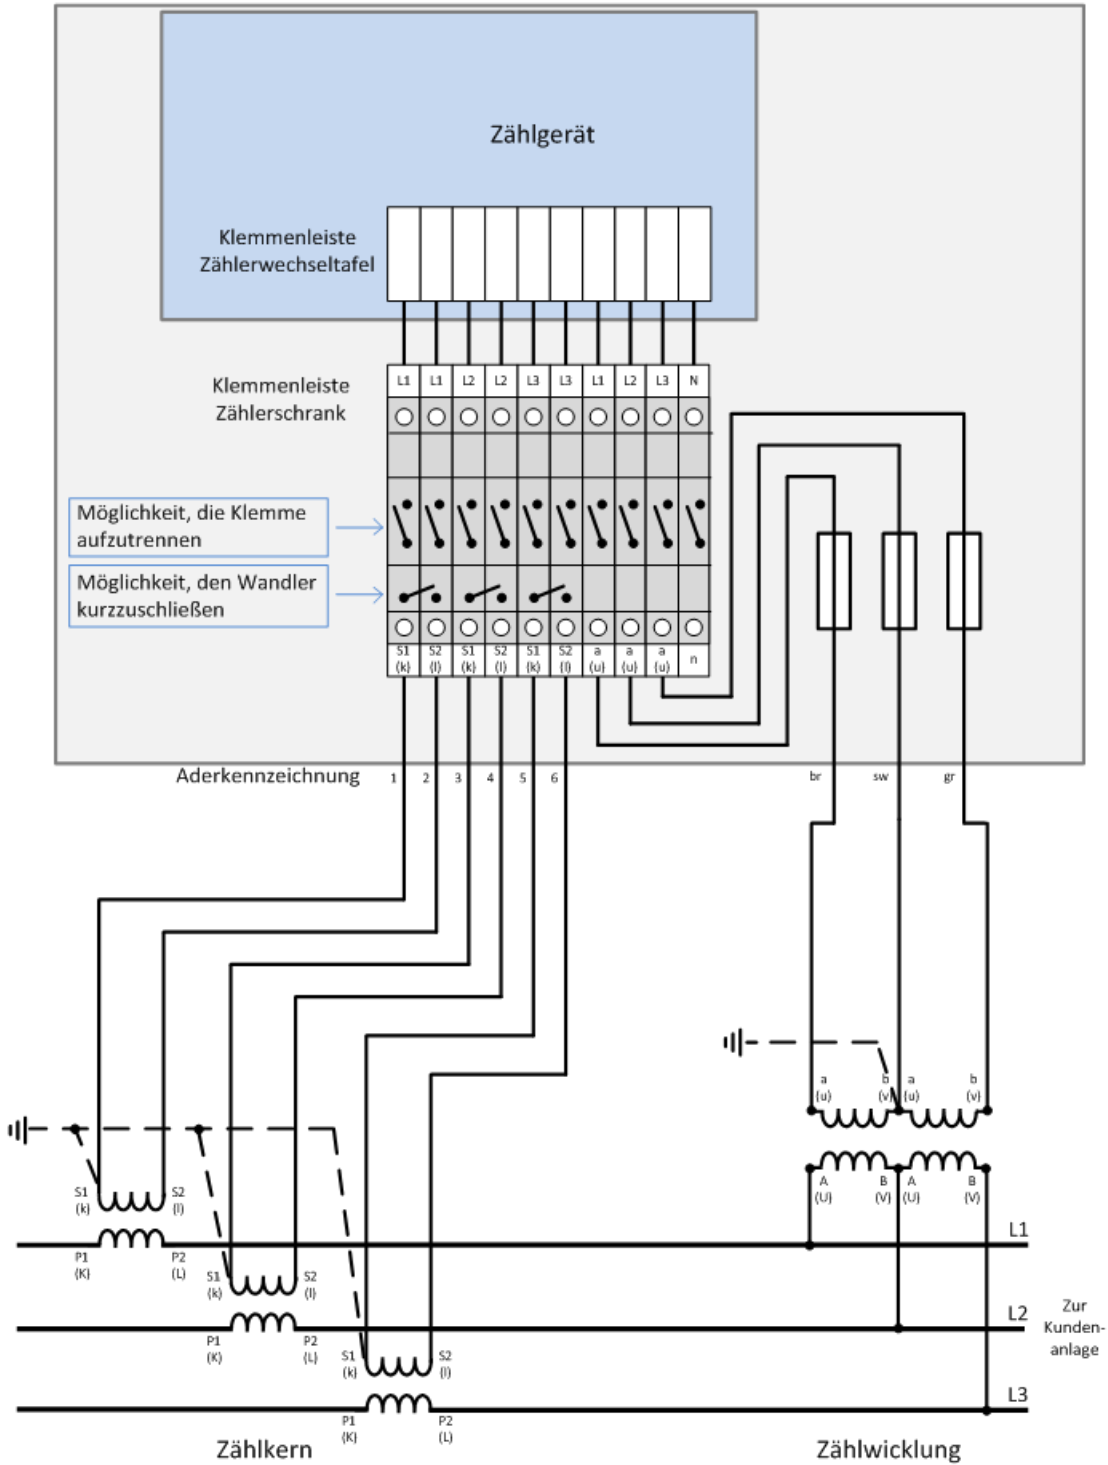 Zählgerät
Klemmenleiste
Zählerwechseltafel
Klemmenleiste
Zählerschrank
L1 L1 L2 L2 L3 L3 L1 L2 L3 N
Möglichkeit, die Klemme
aufzutrennen
Möglichkeit, den Wandler
kurzzuschließen
S1 S2 S1 S2 S1 S2 a a a n
(k) (l) (k) (l) (k) (l) (u) (u) (u)
Aderkennzeichnung 1 2 3 4 5 6 br sw gr
a b a b
(u) (v) (u) (v)
S1 S2
(k) (l)
A B A B
(U) (V) (U) (V)
L1
P1 P2
(K) (L)
S1 S2
(k) (l)
L2
P1 P2
(K) (L)
Zur
Kunden-
anlage
S1 S2
(k) (l)
L3
P1 P2
(K) (L)
Zählkern
Zählwicklung